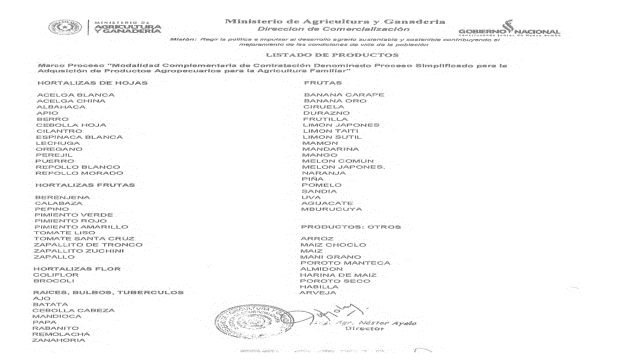 MINISTERIO DE
AGRICULTURA
Y GANADERÍA
Ministerio de Agricultura y Ganadería
Direccion de Comercialización
GOBIERNO NACIONAL
Misión: Regir la política e impulsar el desarrollo agrario sustentable y sostenible contribuyendo al
mejoramiento de las condiciones de vida de la población
LISTADO DE PRODUCTOS
Marco Proceso "Modalidad Complementaria de Contratación Denominado Proceso Simplificado para la
Adquisición de Productos Agropecuarios para la Agricultura Familiar"
HORTALIZAS DE HOJAS
ACELGA BLANCA
ACELGA CHINA
ALBAHACA
APIO
BERRO
CEBOLLA HOJA
CILANTRO
ESPINACA BLANCA
LECHUGA
OREGANO
PEREJIL
PUERRO
REPOLLO BLANCO
REPOLLO MORADO
HORTALIZAS FRUTAS
BERENJENA
CALABAZA
PEPINO
PIMIENTO VERDE
PIMIENTO ROJO
PIMIENTO AMARILLO
TOMATE LISO
TOMATE SANTA CRUZ
ZAPALLITO DE TRONCO
ZAPALLITO ZUCHINI
ZAPALLO
HORTALIZAS FLOR
COLIFLOR
BROCOLI
RAICES, BULBOS, TUBERCULOS
AJO
BATATA
CEBOLLA CABEZA
MANDIOCA
PAPA
RABANITO
REMOLACHA
ZANAHORIA
FRUTAS
BANANA CARAPE
BANANA ORO
CIRUELA
DURAZNO
FRUTILLA
LIMON JAPONES
LIMON TAITI
LIMON SUTIL
MAMON
MANDARINA
MANGO
MELON COMUN
MELON JAPONES.
NARANJA
PIÑA
POMELO
SANDIA
UVA
AGUACATE
MBURUCUYA
PRODUCTOS: OTROS
ARROZ
MAIZ CHOCLO
MAIZ
MANI GRANO
POROTO MANTECA
ALMIDON
HARINA DE MAIZ
POROTO SECO
HABILLA
ARVEJA
Agr. Néstor Ayala
Director